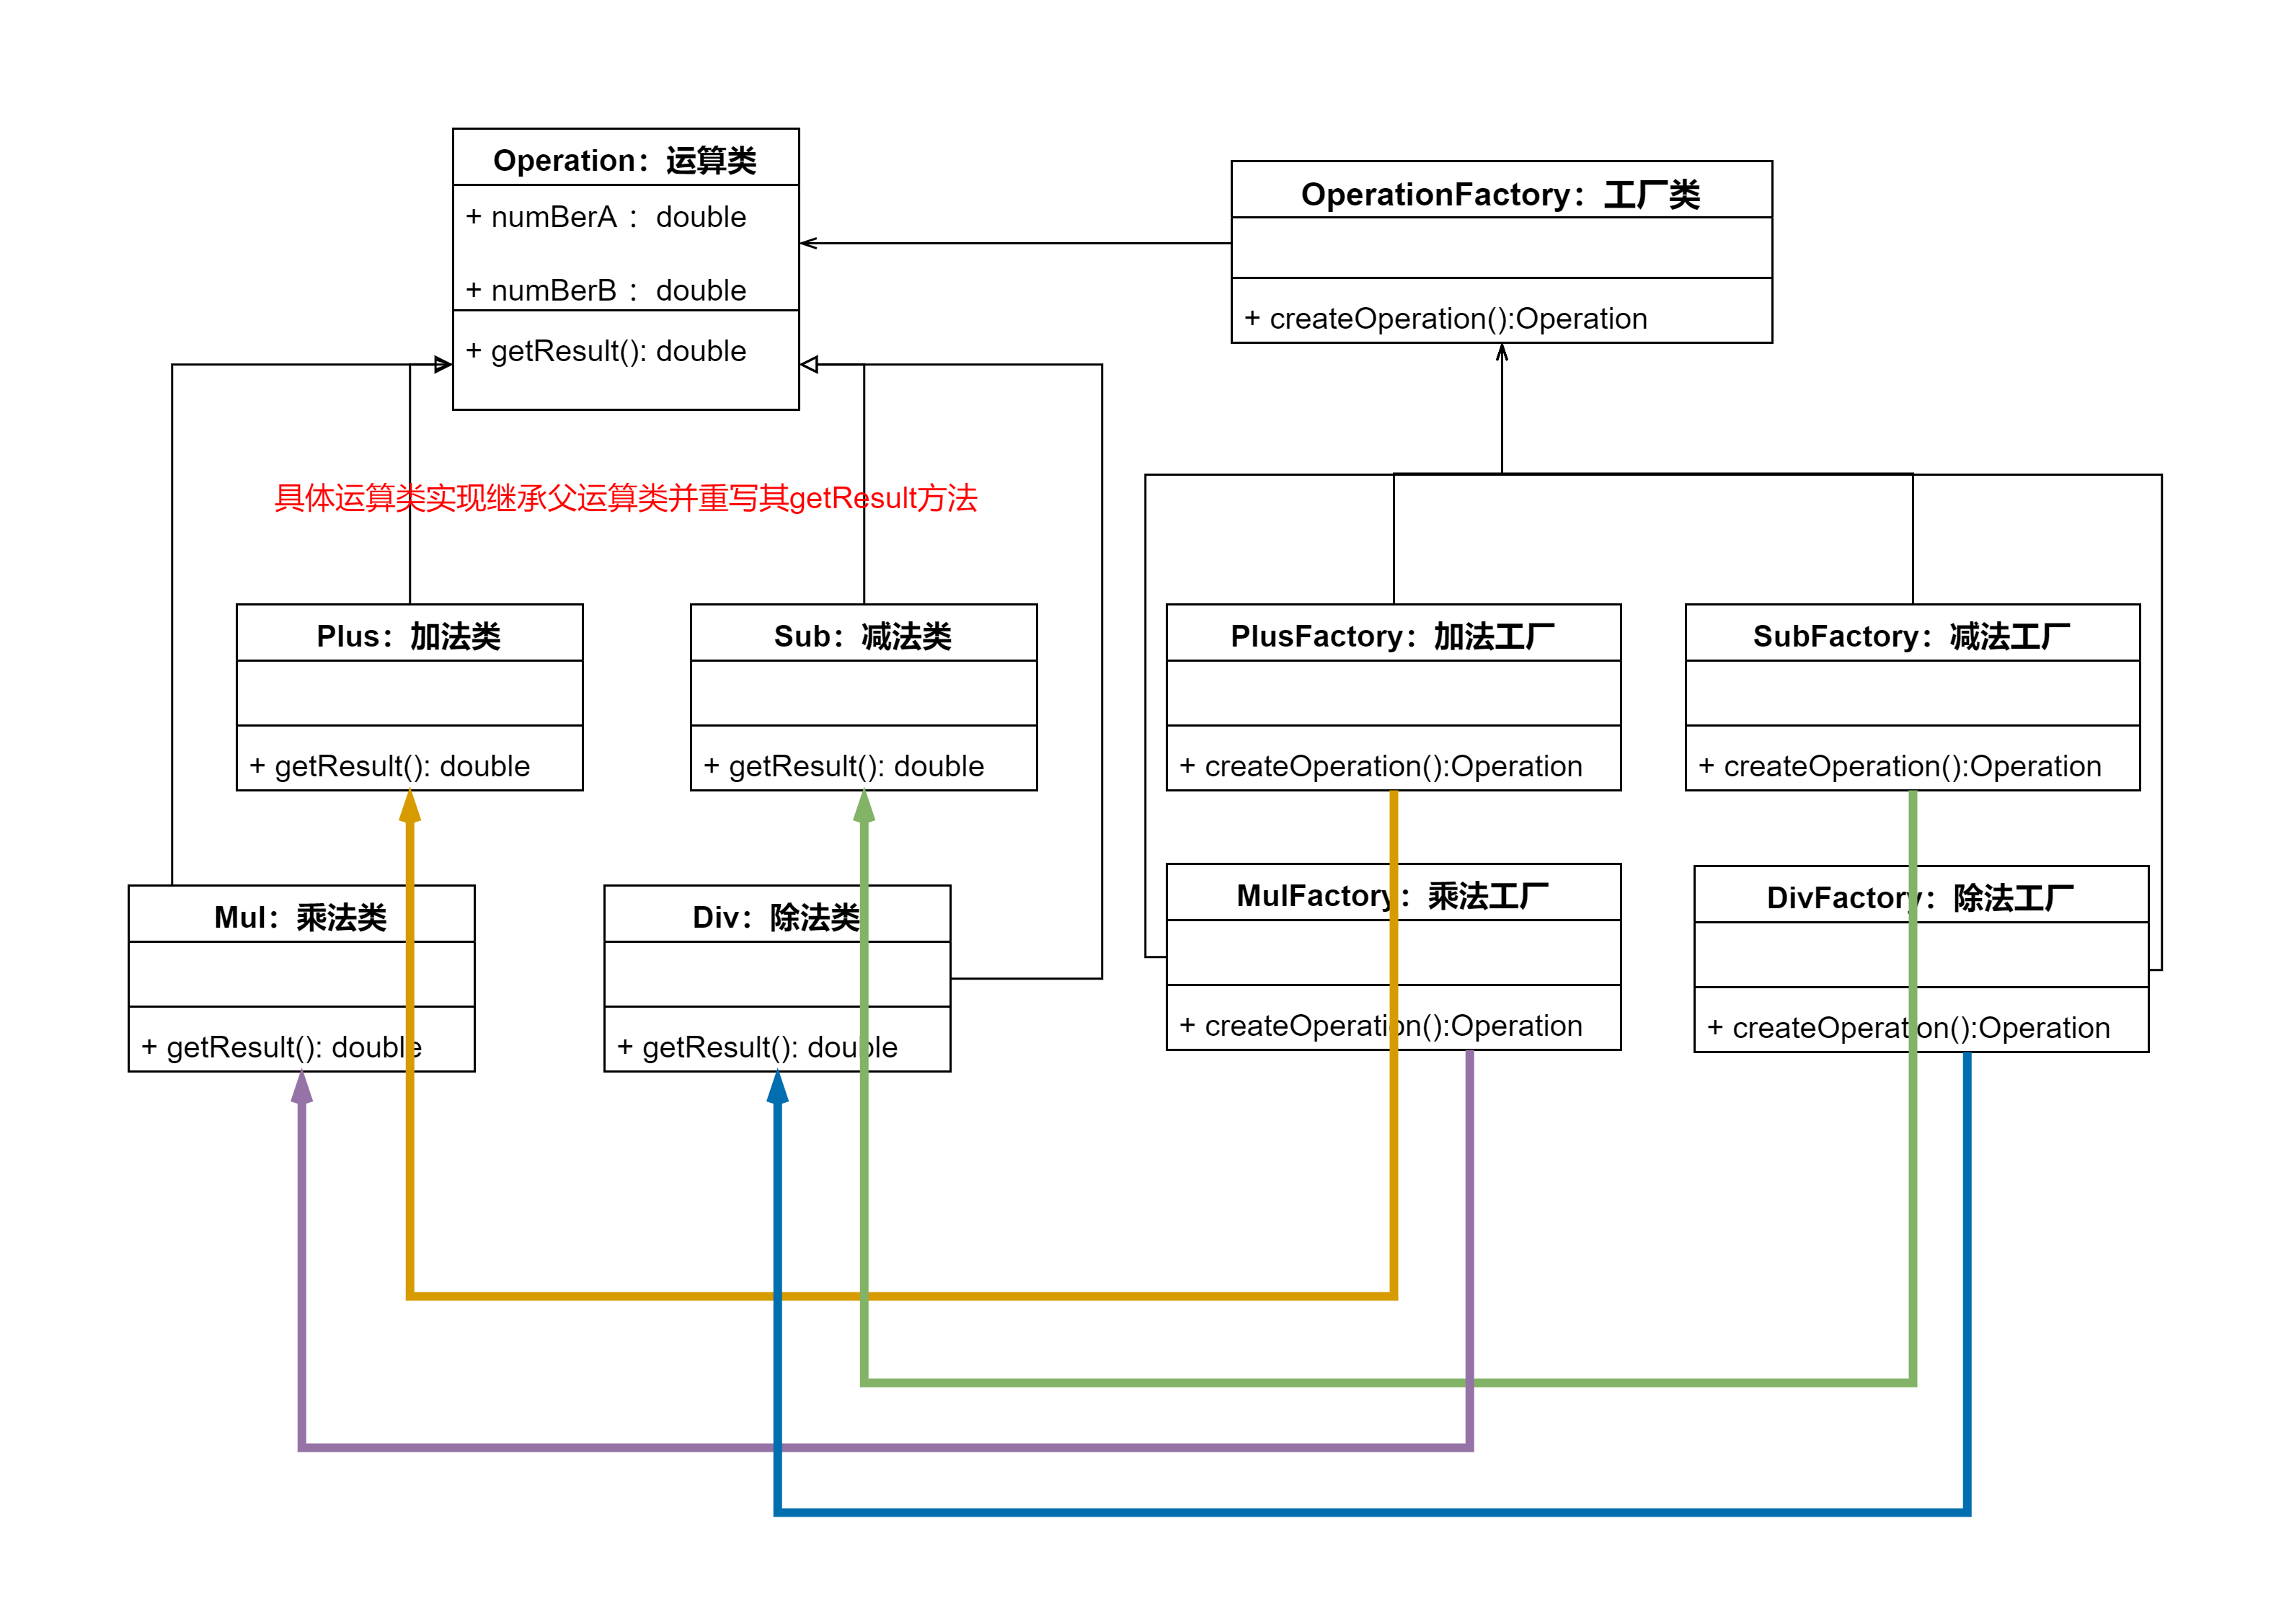 Operation：运算类
+ numBerA： double
+ numBerB： double
+ getResult(): double
OperationFactory：工厂类
+ createOperation():Operation
具体运算类实现继承父运算类并重写其getResult方法
Plus：加法类
+ getResult(): double
Sub：减法类
+ getResult(): double
PlusFactory：加法工厂
+ createOperation():Operation
SubFactory：减法工厂
+ createOperation():Operation
Mul：乘法类
+ getResult(): double
Div：除法类
+ getResult(): double
MulFactory：乘法工厂
+ createOperation():Operation
DivFactory：除法工厂
+ createOperation():Operation